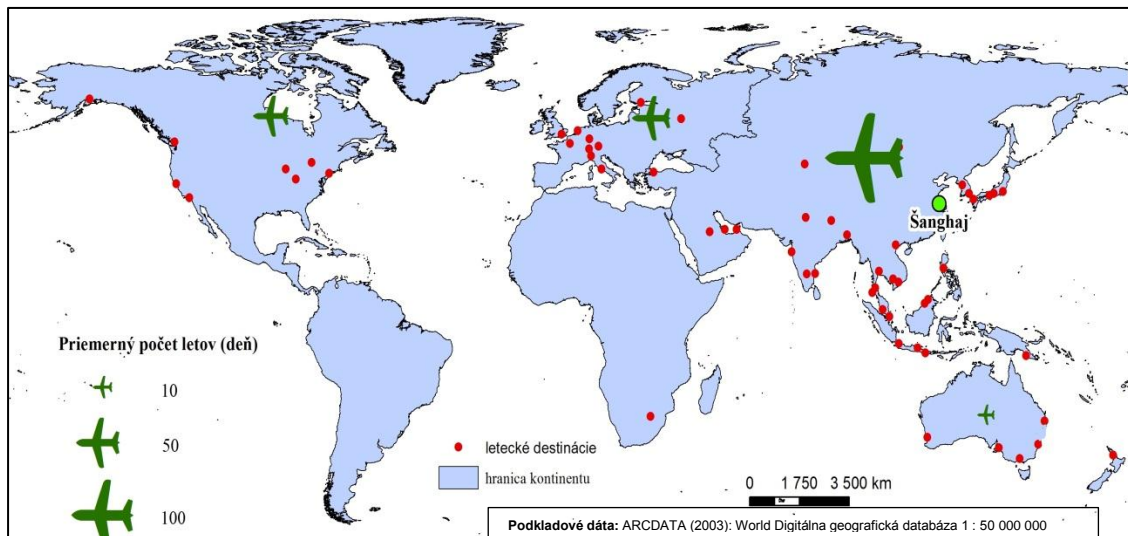 Šanghaj
Priemerný počet letov (deň)
10
50
100
letecké destinácie
hranica kontinentu
0 1 750 3 500 km
Podkladové dáta: ARCDATA (2003): World Digitálna geografická databáza 1 : 50 000 000